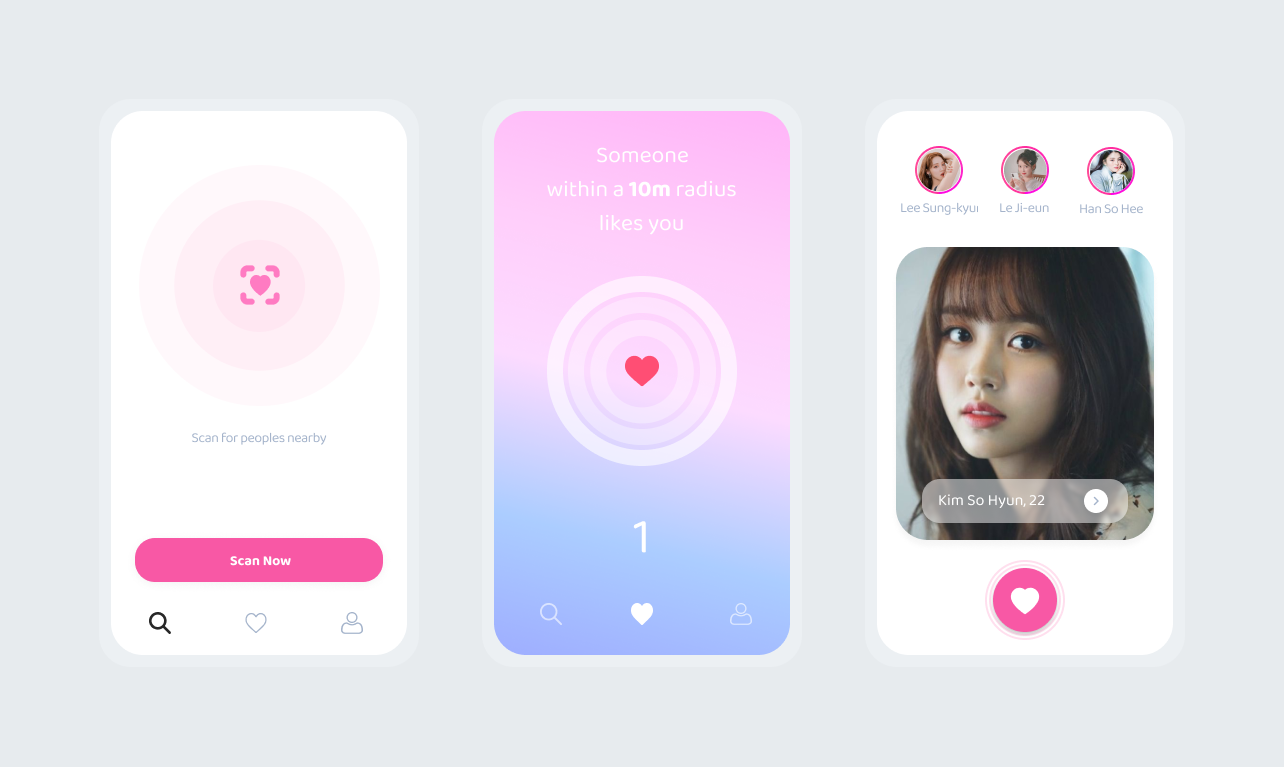 Scan for peoples nearby
Scan Now
Someone
within a 10m radius
likes you
1
Lee Sung-kyu
Le Ji-eun
Han So Hee
Kim So Hyun, 22